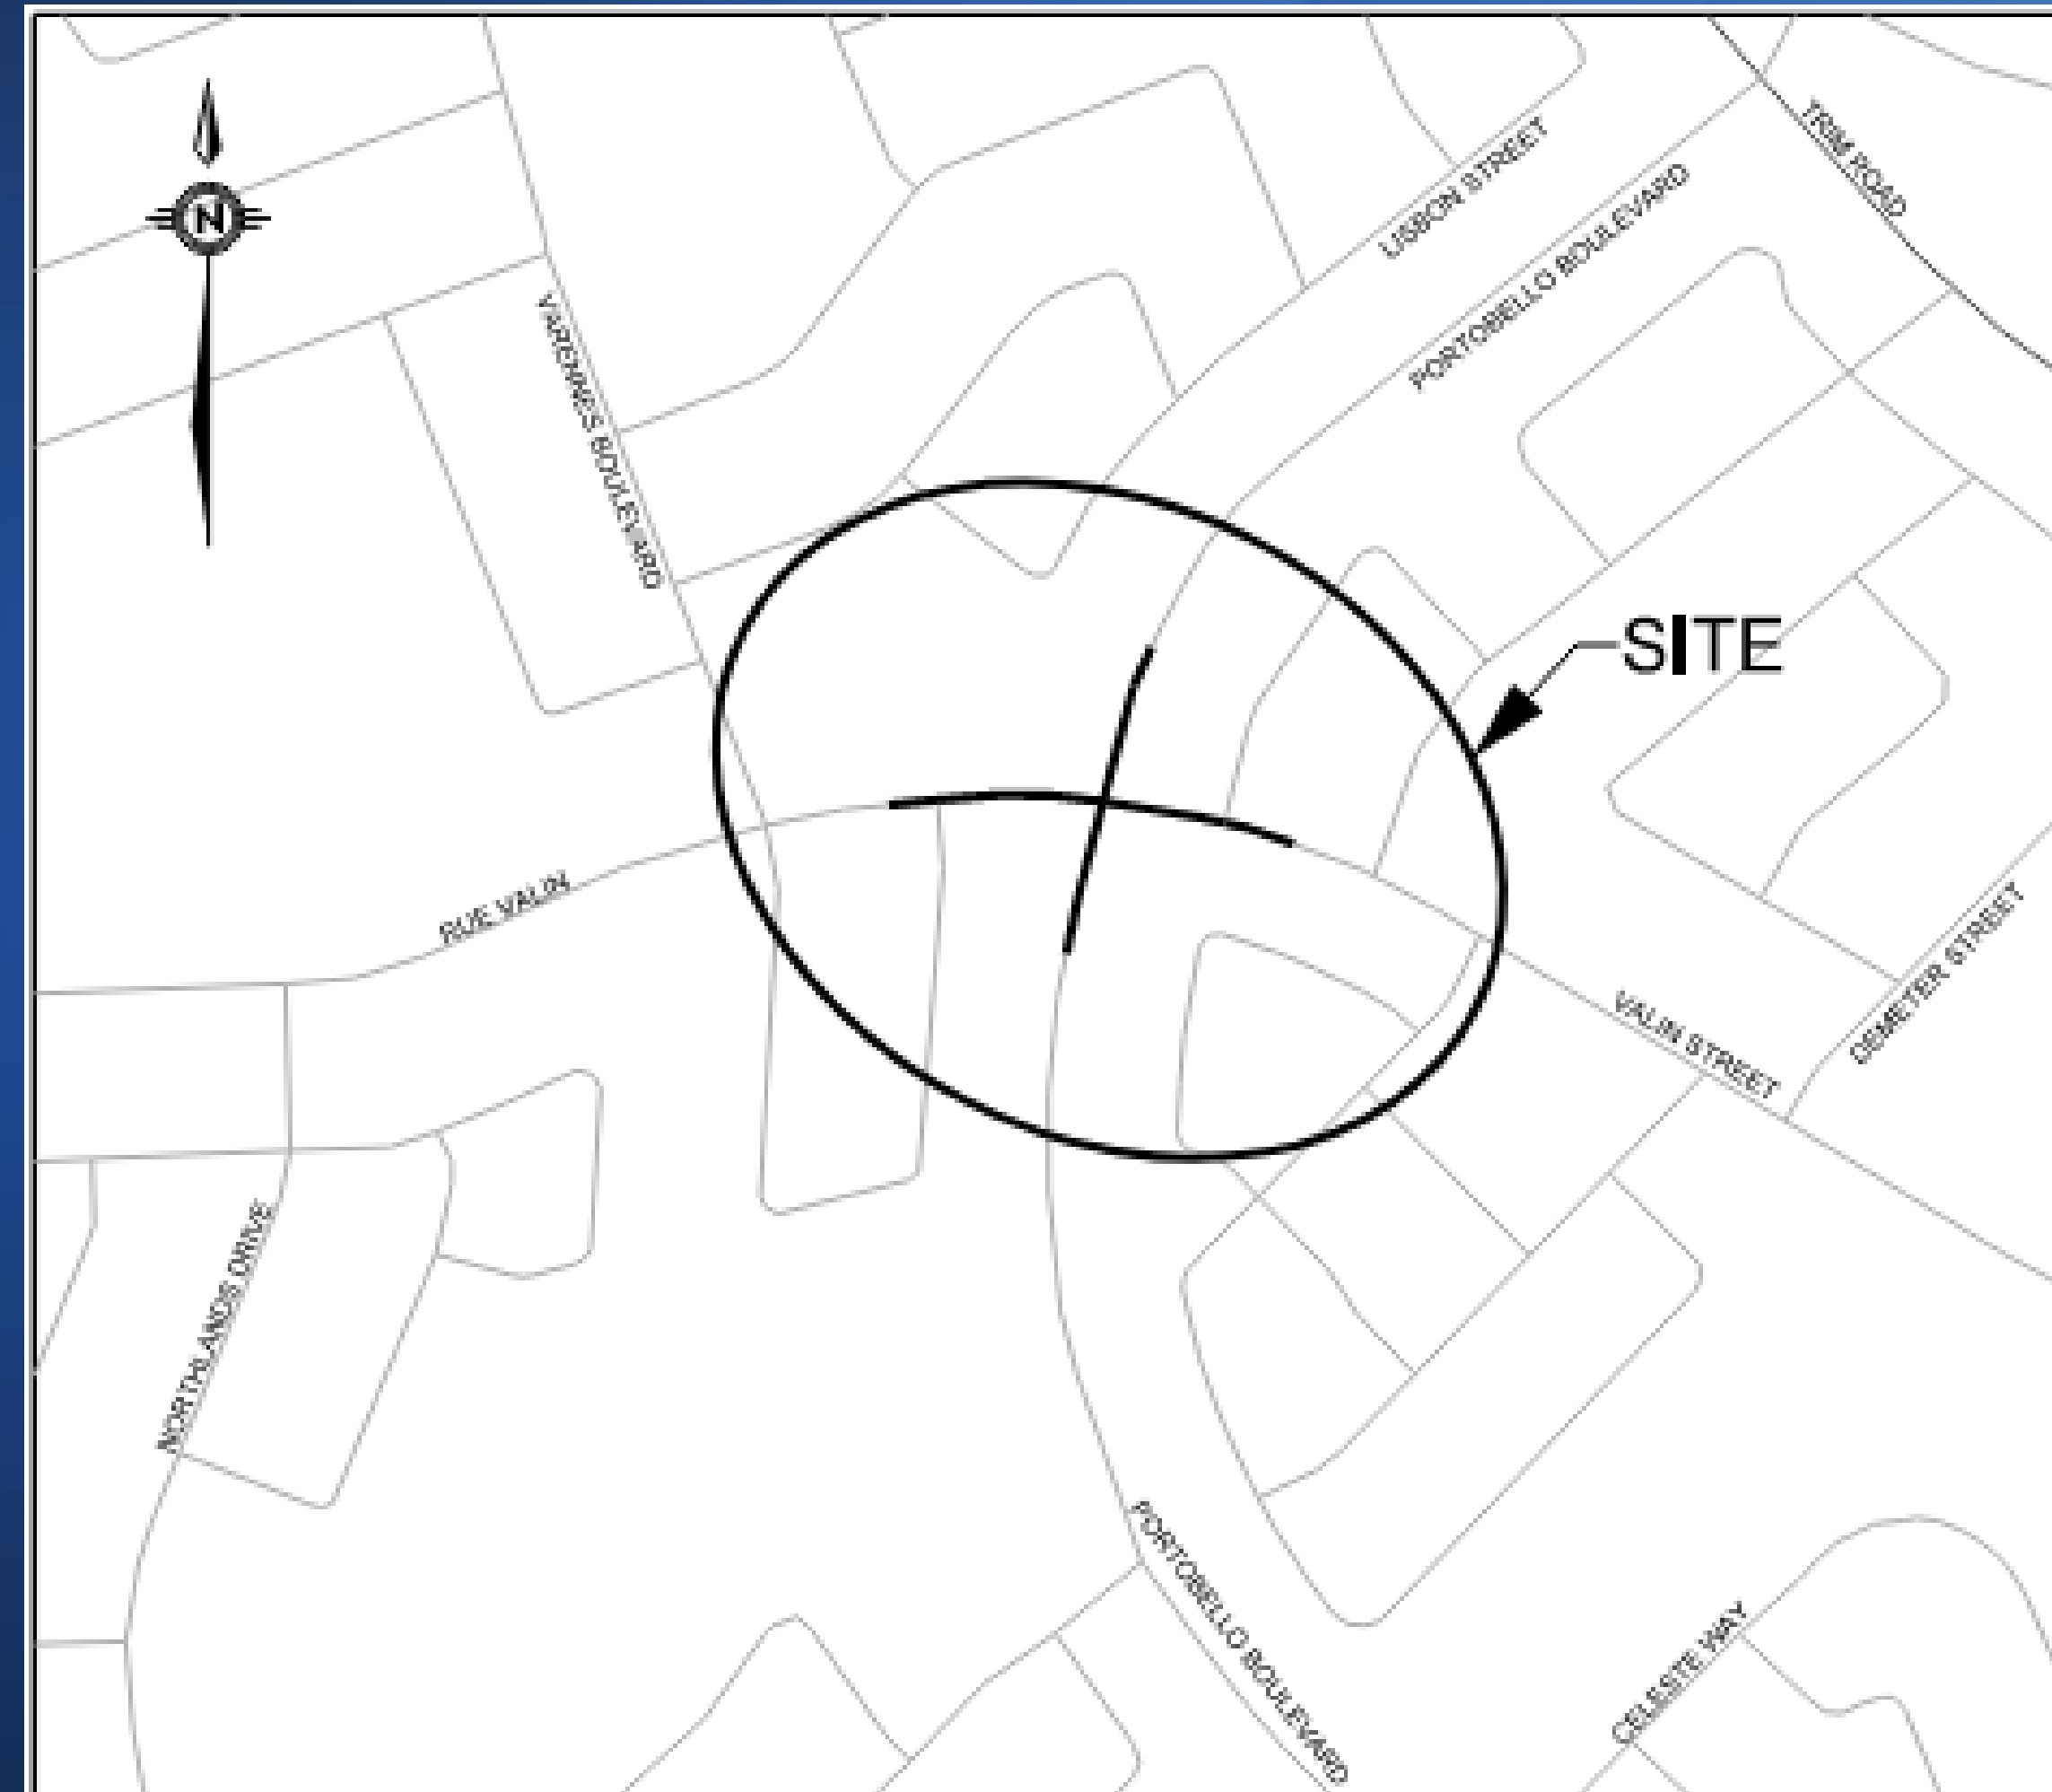 TRIM ROAD
LISBON STREET
PORTOBELLO BOULEVARD
N
VARENNES BOULEVARD
SITE
RUE VALIN
DEMETER STREET
VALIN STREET
NORTHLANDS DRIVE
PORTOBELLO BOULEVARD
CELESTE WAY